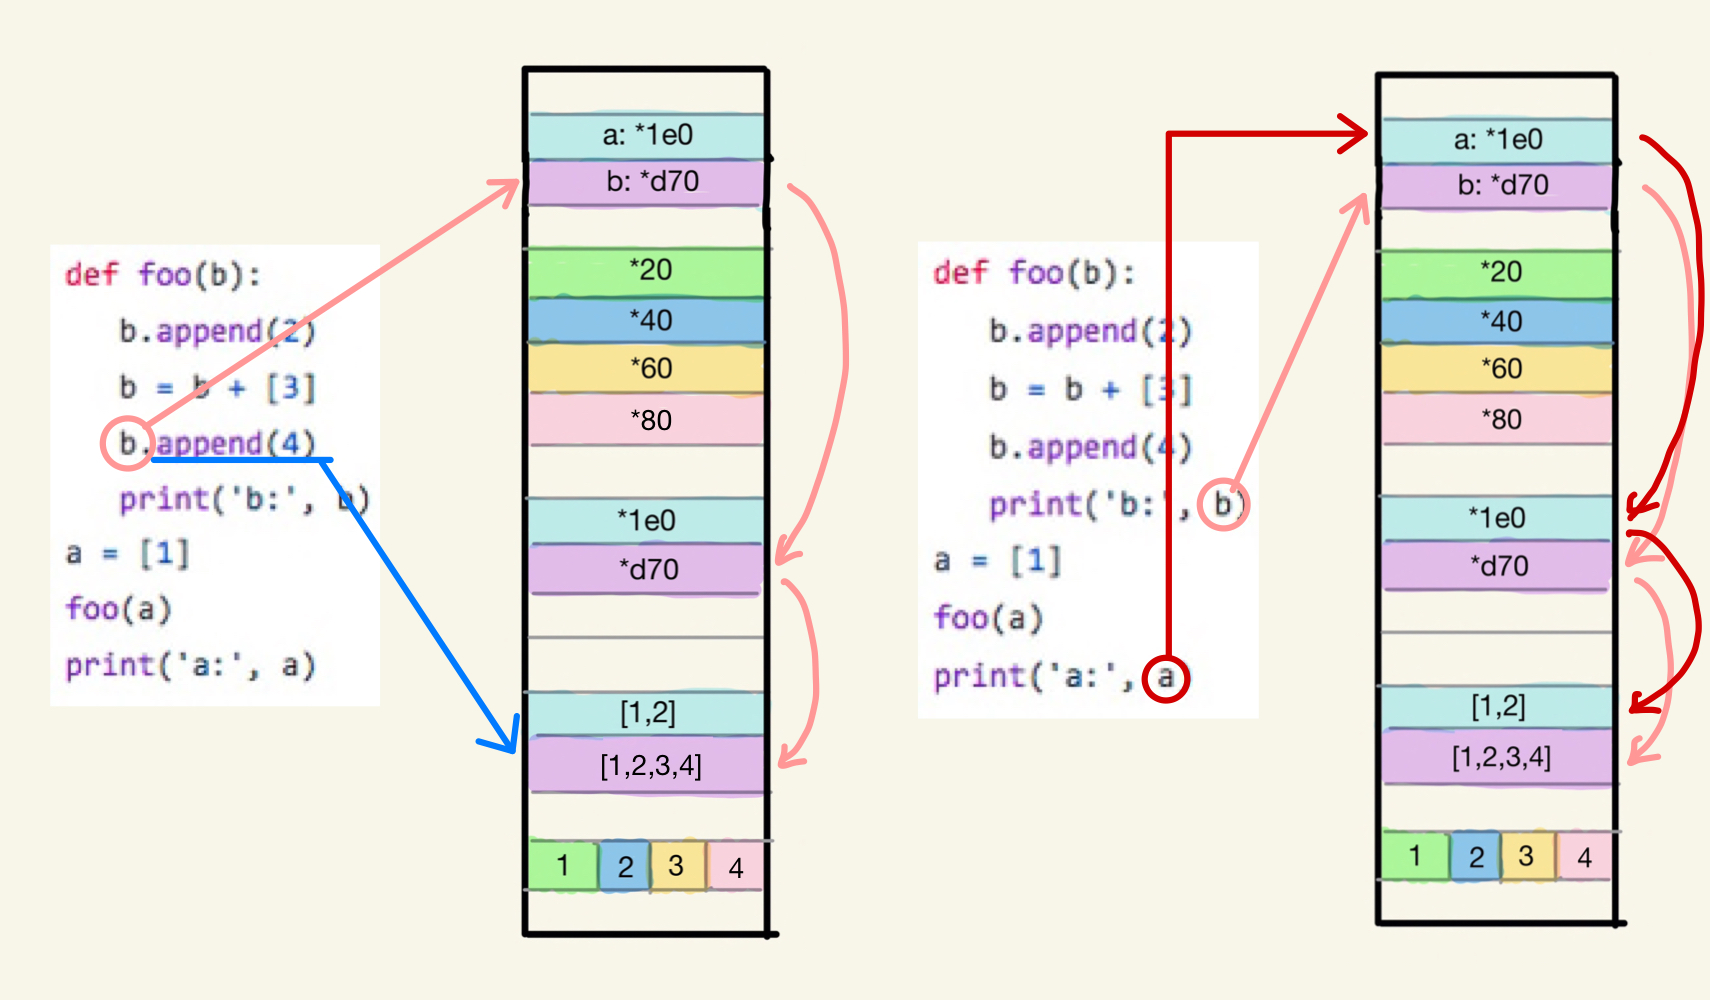 def foo(b):
b.append(2)
b = b + [3]
b.append(4)
print('b:', b)
a = [1]
foo(a)
print('a:', a)
a: *1e0
b: *d70
*20
*40
*60
*80
*1e0
*d70
[1,2]
[1,2,3,4]
1 2 3 4
def foo(b):
b.append(2)
b = b + [3]
b.append(4)
print('b:', b)
a = [1]
foo(a)
print('a:', a
a: *1e0
b: *d70
*20
*40
*60
*80
*1e0
*d70
[1,2]
[1,2,3,4]
1 2 3 4